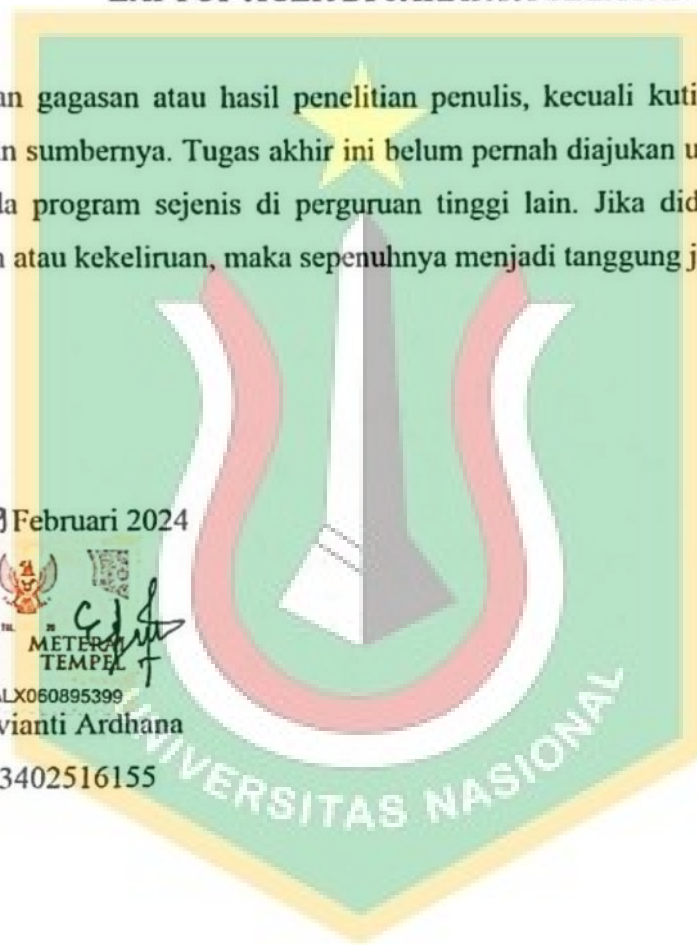 an gagasan atau hasil penelitian penulis, kecuali kuti
n sumbernya. Tugas akhir ini belum pernah diajukan u
la program sejenis di perguruan tinggi lain. Jika did
n atau kekeliruan, maka sepenuhnya menjadi tanggung j
Februari 2024
METERAI
TEMPEL
ALX060895399
vianti Ardhana
3402516155
UNIVERSITAS NASIONAL